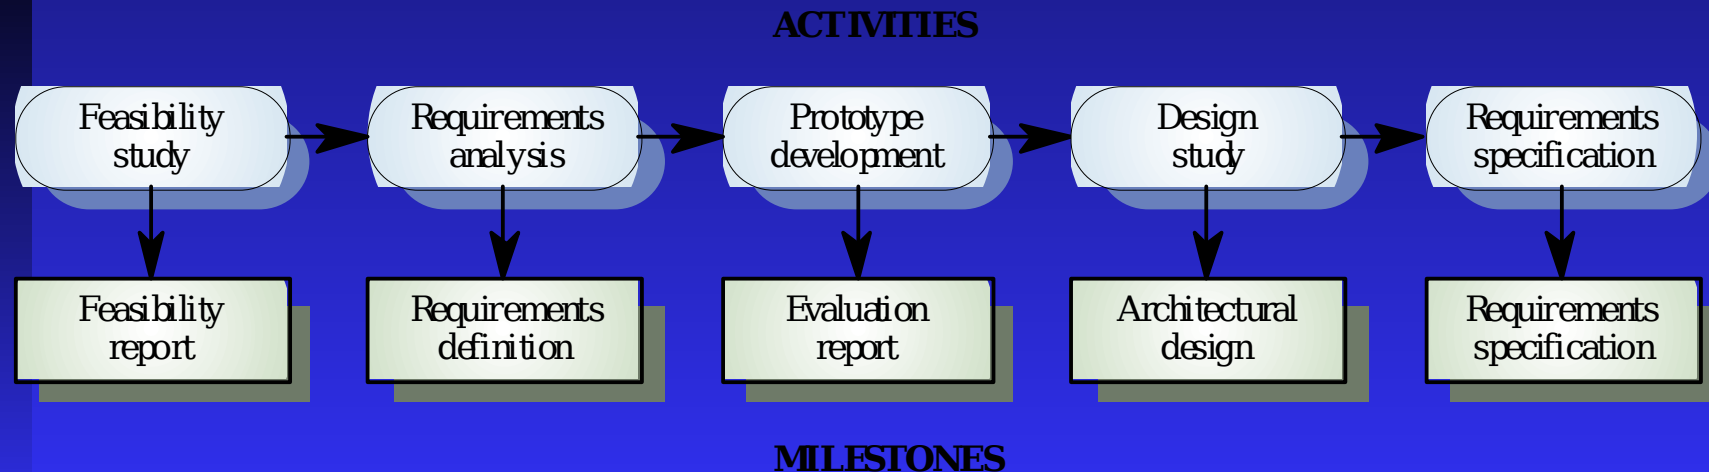 ACTIVITIES
Feasibility
study
Requirements
analysis
Prototype
development
Design
study
Requirements
specification
Feasibility
report
Requirements
definition
Evaluation
report
Architectural
design
Requirements
specification
MILESTONES